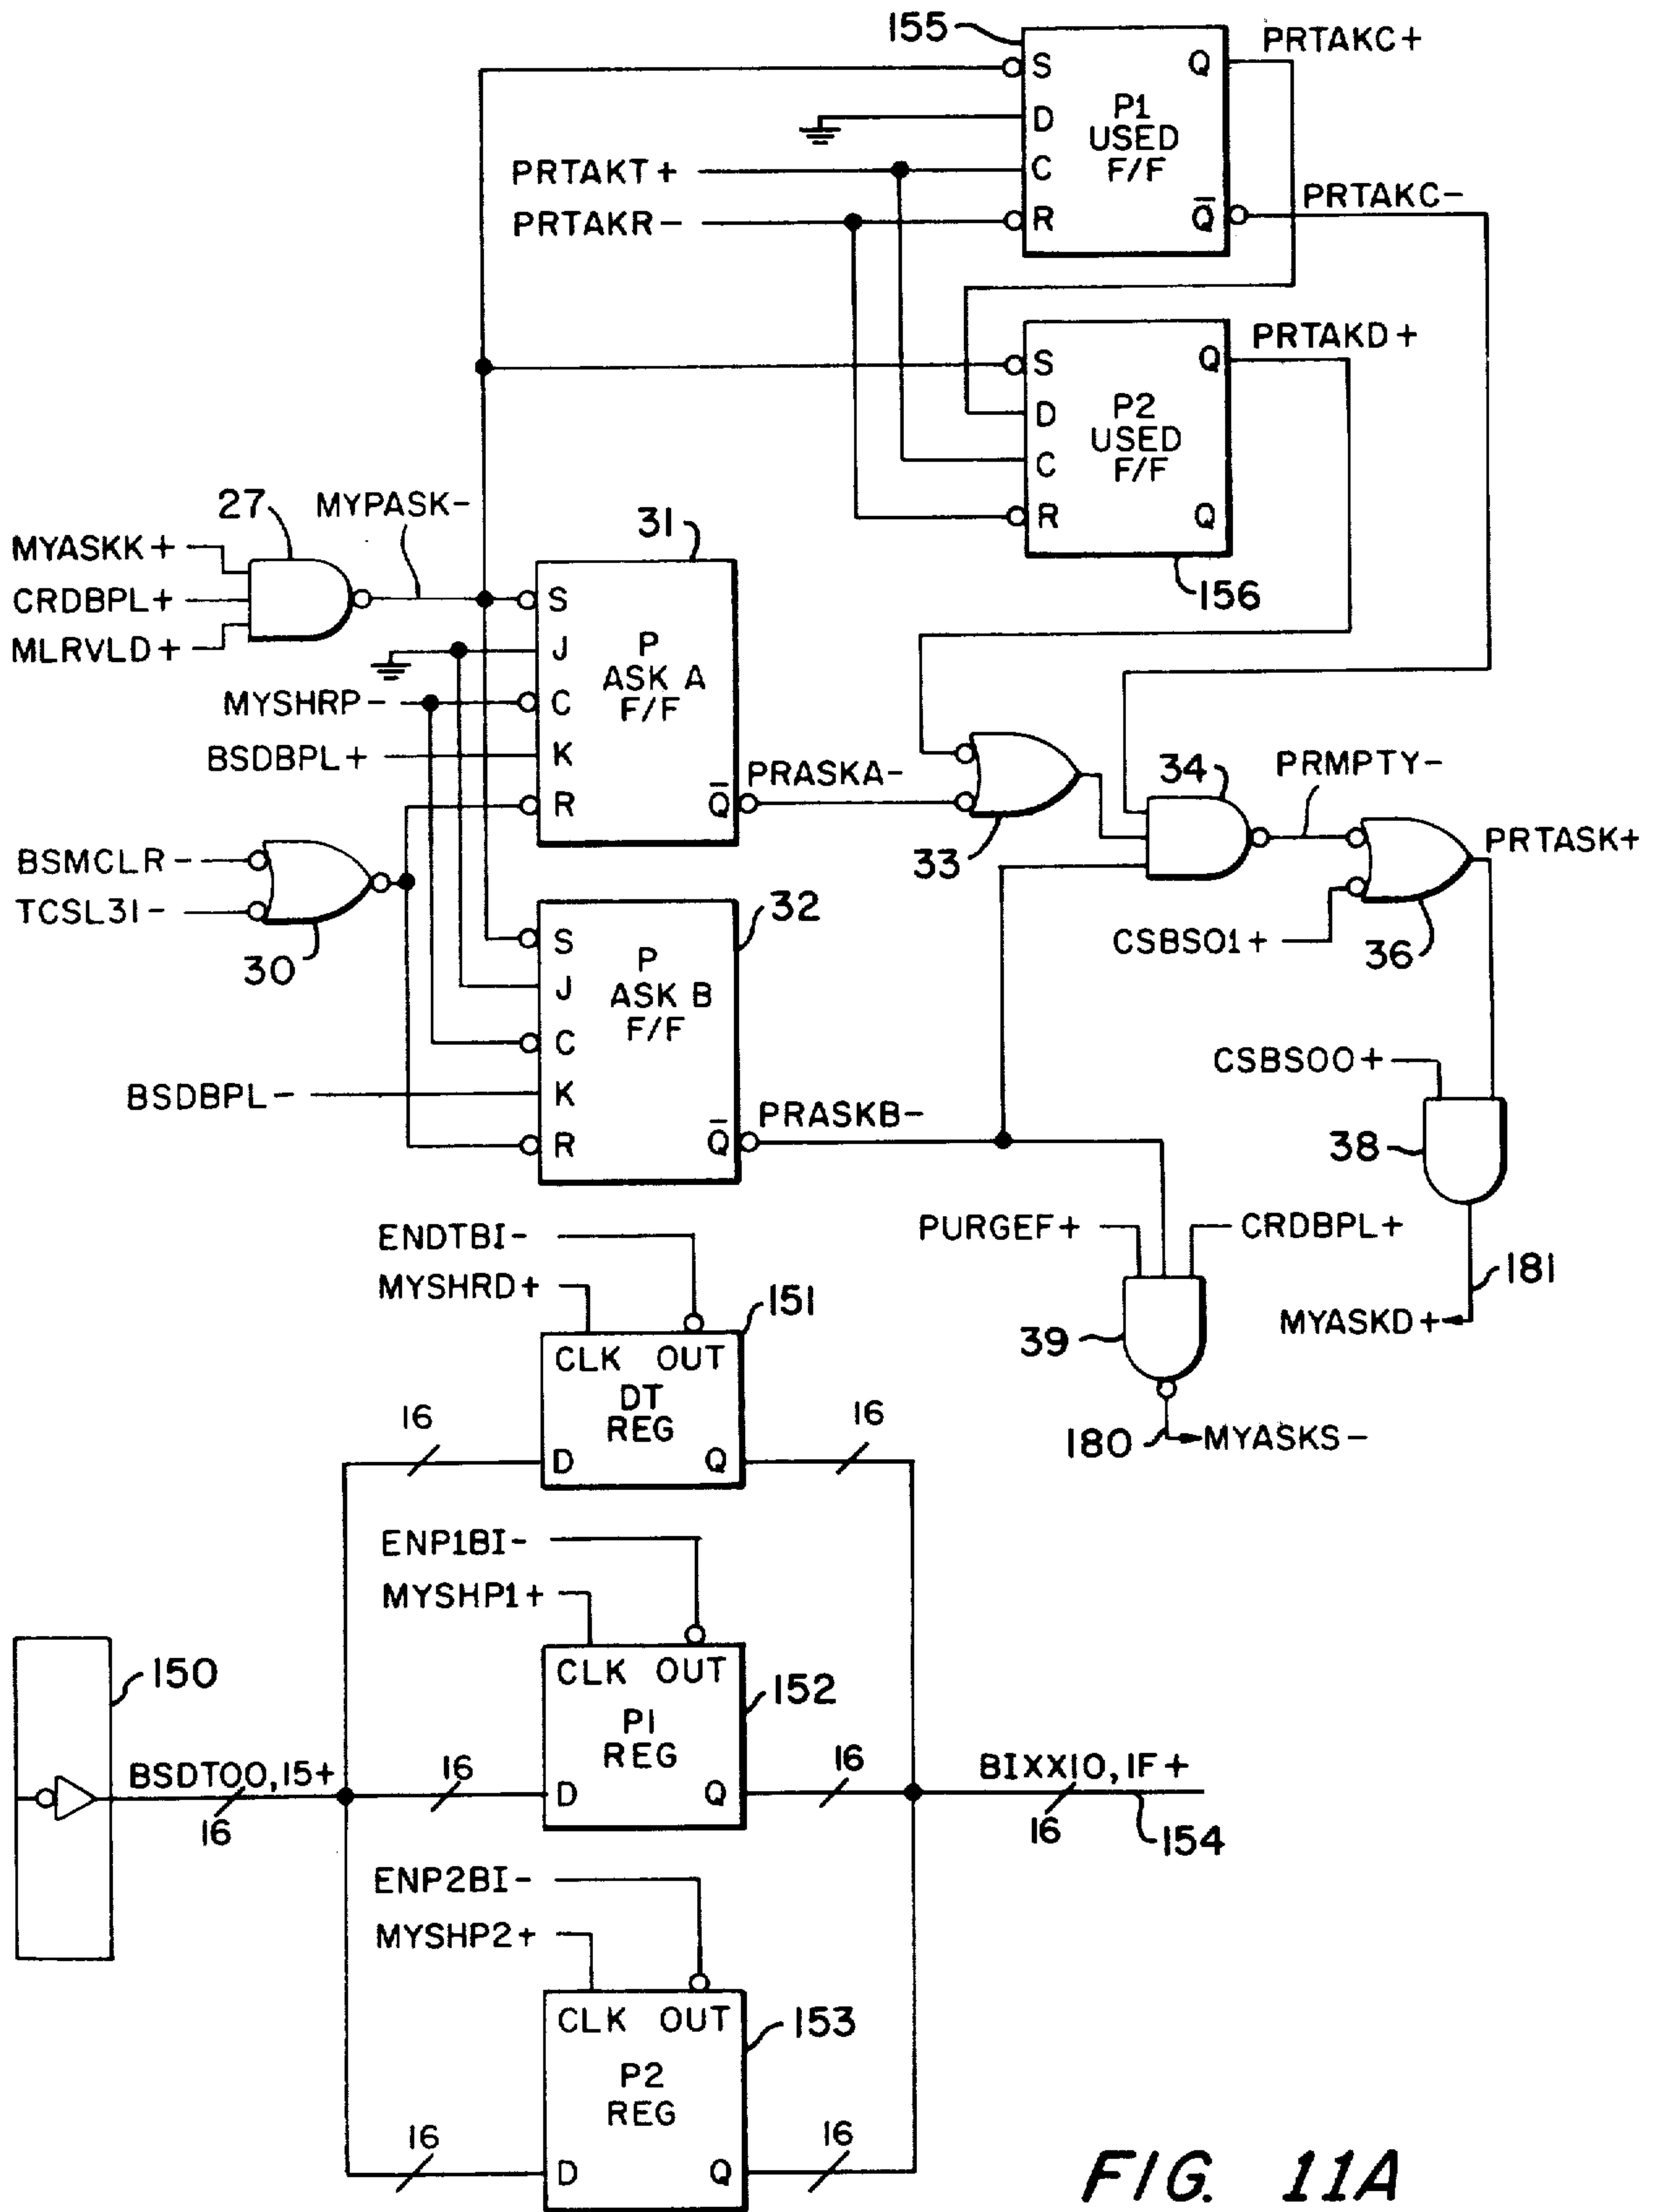 155
PRTAKC+
S
Q
D
P1
USED
F/F
PRTAKT+
C
PRTAKR-
R
Q
PRTAKC-
S
Q
PRTAKD+
D
P2
USED
F/F
C
R
Q
156
27
MYPASK-
MYASKK+
CRDBPL+
MLRVLD+
31
S
J
P
ASK A
F/F
MYSHRP-
C
BSDBPL+
K
R
Q
PRASKA-
33
34
PRMPTY-
PRTASK+
36
CSBS01+
BSMCLR-
TCSL31-
30
32
S
P
ASK B
F/F
J
C
BSDBPL-
K
R
Q
PRASKB-
CSBS00+
38
PURGEF+
CRDBPL+
39
181
MYASKD+
180
MYASKS-
ENDTBI-
MYSHRD+
151
CLK OUT
DT
REG
16
D
Q
16
ENP1BI-
MYSHP1+
CLK OUT
152
P1
REG
150
BSDT00,15+
16
16
D
Q
16
BIXX10,1F+
16
154
ENP2BI-
MYSHP2+
CLK OUT
153
P2
REG
16
D
Q
16
FIG. 11A